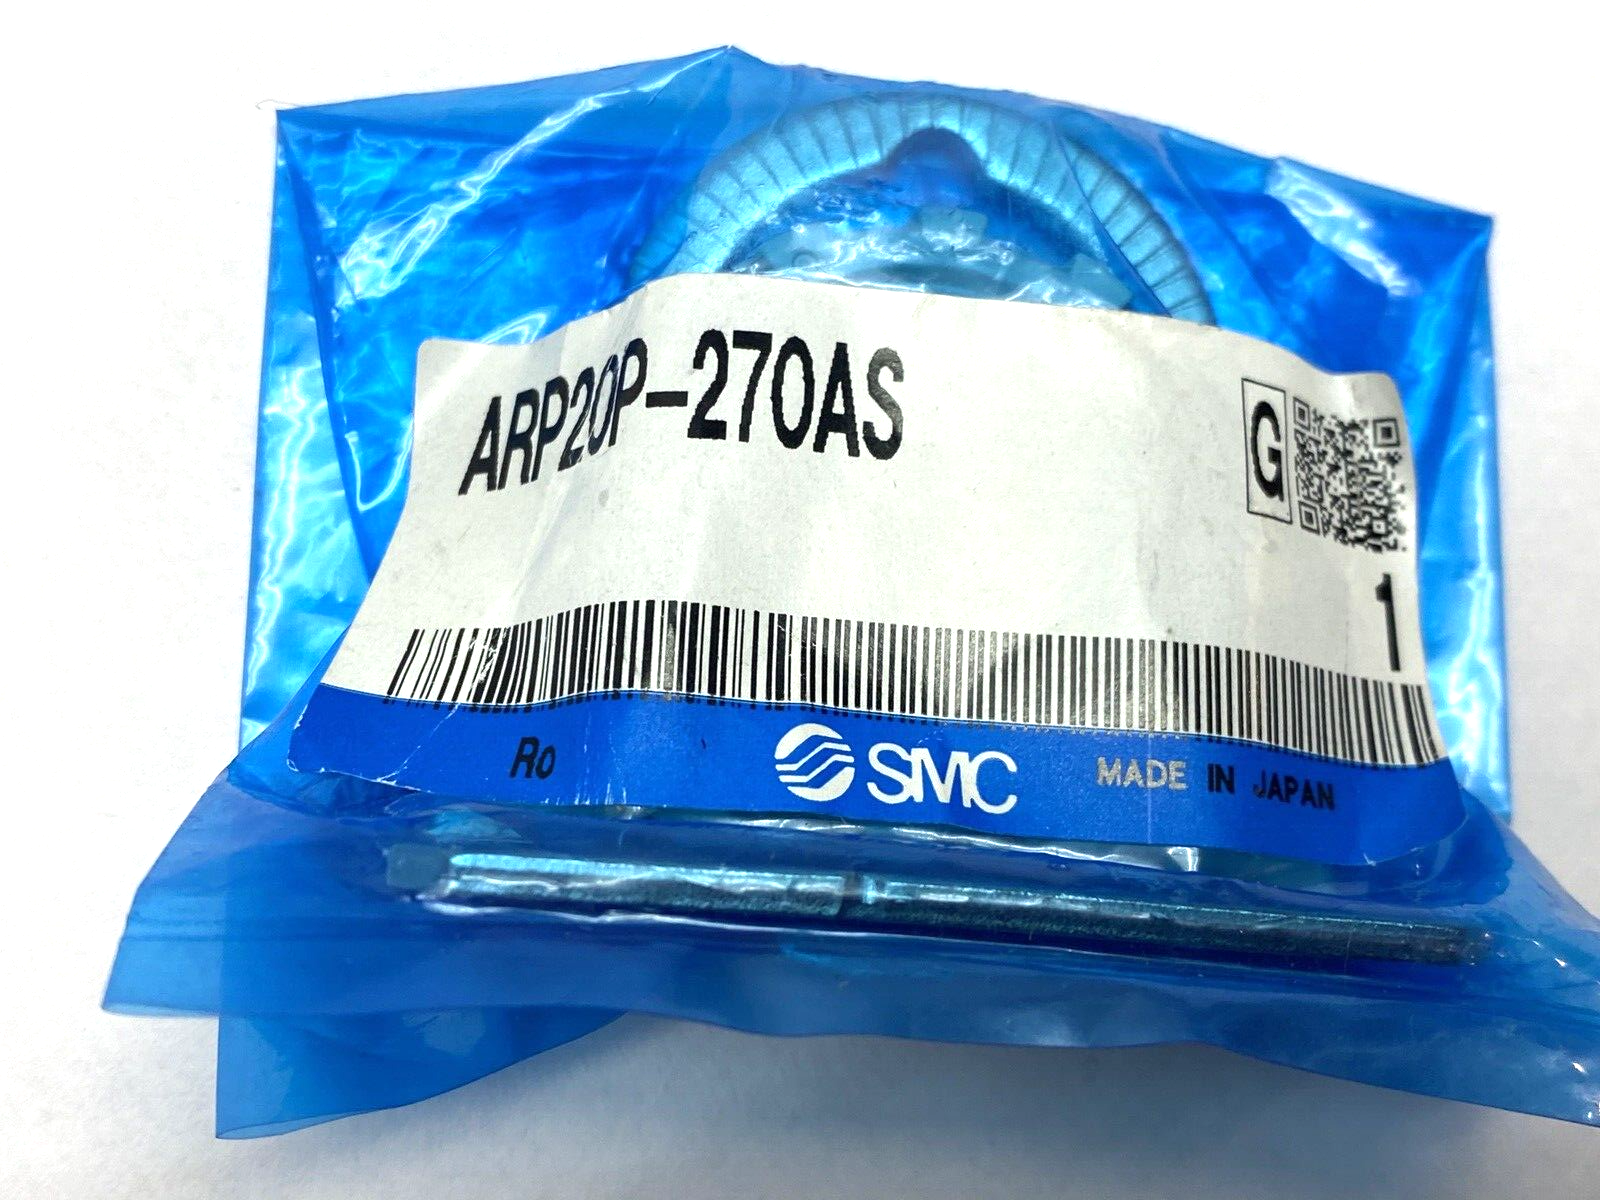 ARP20P-270AS
G
1
Ro
SMC
MADE IN JAPAN